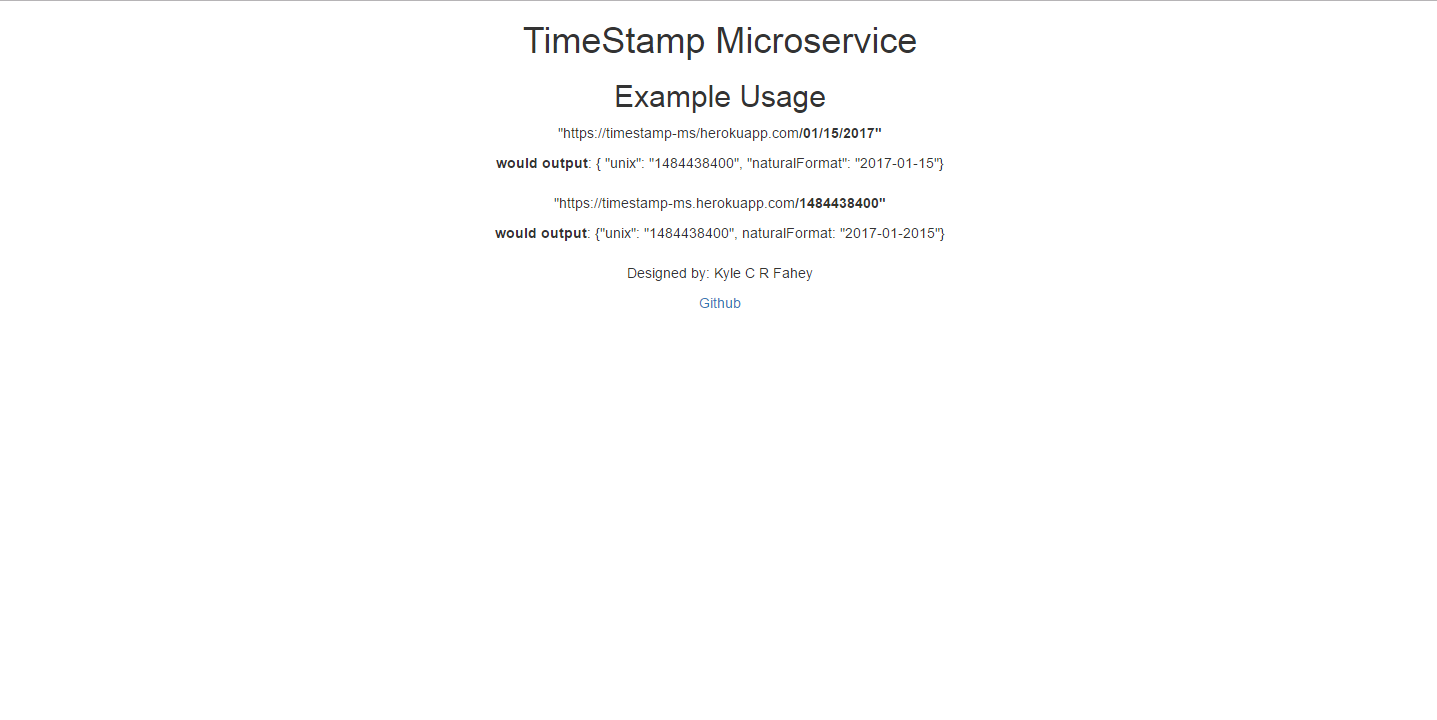 TimeStamp Microservice
Example Usage
"https://timestamp-ms/herokuapp.com/01/15/2017"
would output: { "unix": "1484438400", "naturalFormat": "2017-01-15"}
"https://timestamp-ms.herokuapp.com/1484438400"
would output: {"unix": "1484438400", naturalFormat: "2017-01-2015"}
Designed by: Kyle C R Fahey
Github